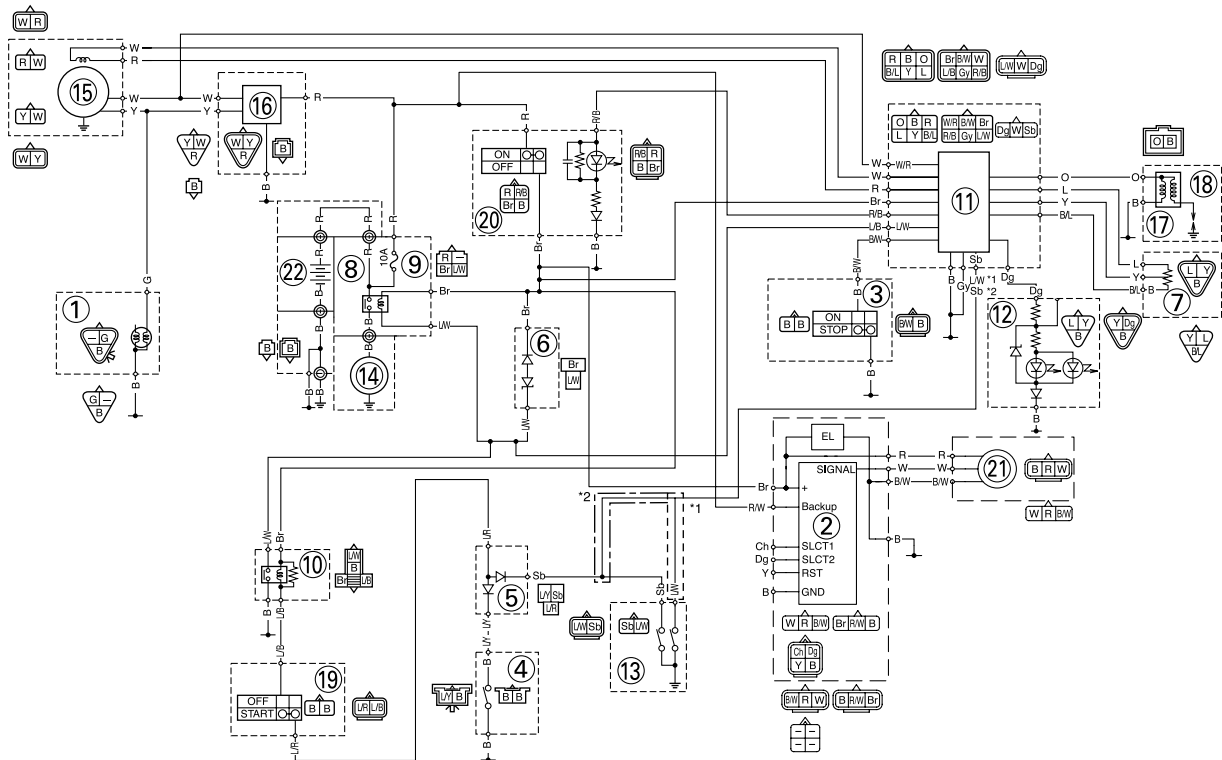 W R
R W
Y W
W Y
15
W
R
W
Y
W
Y
16
R
Y W
R
W Y
R
B
B
B
G
1
– G
B
G –
B
B
R
R
R
R
22
8
10A
9
R –
Br L/W
B
B
B
B
Br
L/W
B
B
B
B
14
R
ON
OFF
20
R R/B
Br B
R/B
R/B R
B Br
Br
B
Br
6
Br
L/W
L/W
R B O
B/L Y L
Br B/W W
L/B Gy R/B
L/W W Dg
O B R
L Y B/L
W/R B/W Br
R/B Gy L/W
Dg W Sb
W
W/R
W
R
Br
R/B
L/B
L/W
B/W
11
O
L
Y
B/L
Sb
B
Gy
L/W *1
Sb *2
Dg
Dg
O B
O
B
18
17
L
Y
B/L
B
L Y
B
7
Y L
B/L
B/W
B
3
B B
ON
STOP
B/W B
B
12
L Y
B
Y Dg
B
B
EL
SIGNAL
Br
+
R/W
Backup
2
Ch
SLCT1
Dg
SLCT2
Y
RST
B
GND
R
W
B/W
R
W
B/W
21
B R W
W R B/W
B
W R B/W
Br R/W B
Ch Dg
Y B
B/W R W
B R/W Br
– –
– –
L/W
Br
10
L/W
B
Br L/B
B
L/B
L/B
19
OFF
START
B B
L/R L/B
L/R
L/R
5
Sb
L/Y Sb
L/R
L/Y
L/Y
B
4
L/Y B
B B
B
*2
*1
Sb
L/W
L/W Sb
Sb L/W
13